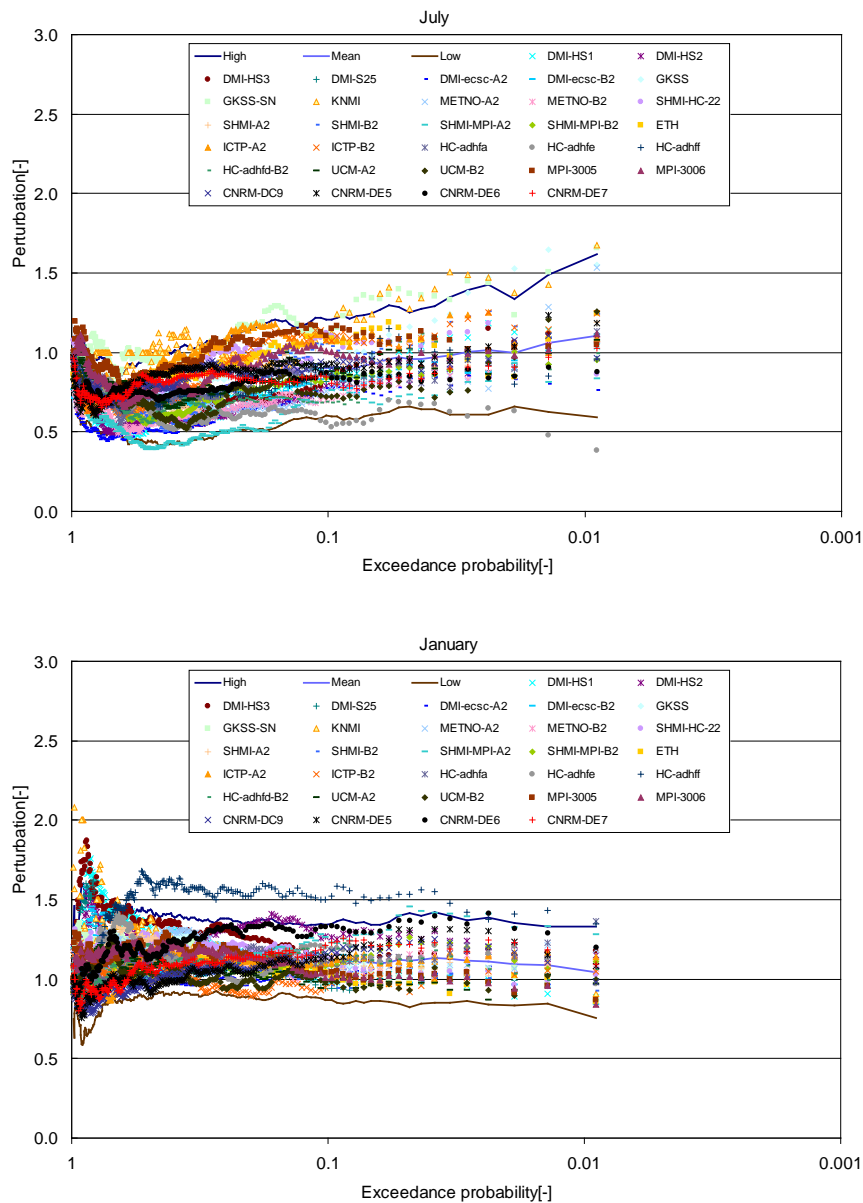 July
3.0
High Mean Low DMI-HS1 DMI-HS2
DMI-HS3 DMI-S25 DMI-ecsc-A2 DMI-ecsc-B2 GKSS
2.5
GKSS-SN KNMI METNO-A2 METNO-B2 SHMI-HC-22
SHMI-A2 SHMI-B2 SHMI-MPI-A2 SHMI-MPI-B2 ETH
ICTP-A2 ICTP-B2 HC-adhfa HC-adhfe HC-adhff
2.0
HC-adhfd-B2 UCM-A2 UCM-B2 MPI-3005 MPI-3006
CNRM-DC9 CNRM-DE5 CNRM-DE6 CNRM-DE7
Perturbation[-]
1.5
1.0
0.5
0.0
1 0.1 0.01 0.001
Exceedance probability[-]
January
3.0
High Mean Low DMI-HS1 DMI-HS2
DMI-HS3 DMI-S25 DMI-ecsc-A2 DMI-ecsc-B2 GKSS
2.5
GKSS-SN KNMI METNO-A2 METNO-B2 SHMI-HC-22
SHMI-A2 SHMI-B2 SHMI-MPI-A2 SHMI-MPI-B2 ETH
ICTP-A2 ICTP-B2 HC-adhfa HC-adhfe HC-adhff
2.0
HC-adhfd-B2 UCM-A2 UCM-B2 MPI-3005 MPI-3006
CNRM-DC9 CNRM-DE5 CNRM-DE6 CNRM-DE7
Perturbation[-]
1.5
1.0
0.5
0.0
1 0.1 0.01 0.001
Exceedance probability[-]